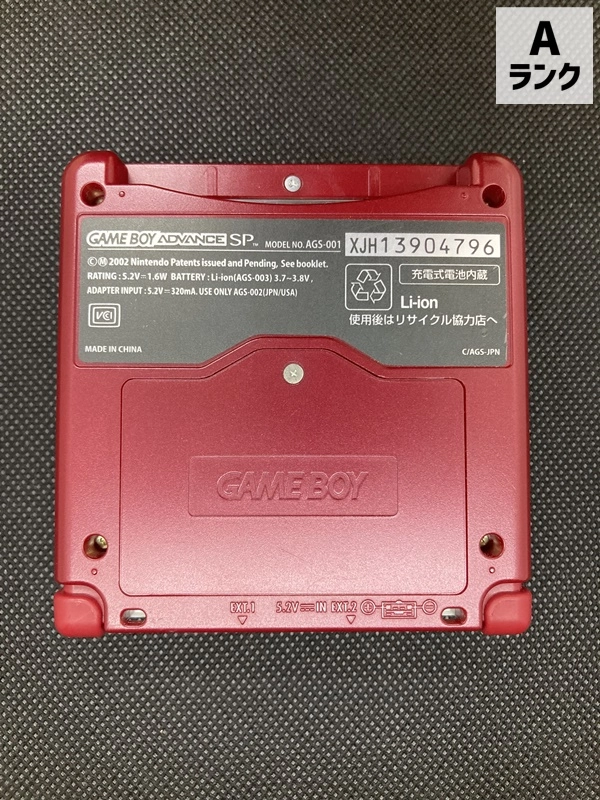 A
ランク
GAME BOY ADVANCE SP™ MODEL NO. AGS-001 XJH13904796
©Ⓜ2002 Nintendo Patents issued and Pending, See booklet.
RATING : 5.2V⎓1.6W BATTERY : Li-ion(AGS-003) 3.7~3.8V ,
ADAPTER INPUT : 5.2V⎓320mA. USE ONLY AGS-002(JPN/USA)
VCI
MADE IN CHINA
充電式電池内蔵
Li-ion
使用後はリサイクル協力店へ
C/AGS-JPN
GAME BOY
EXT.1 5.2V⎓IN EXT.2